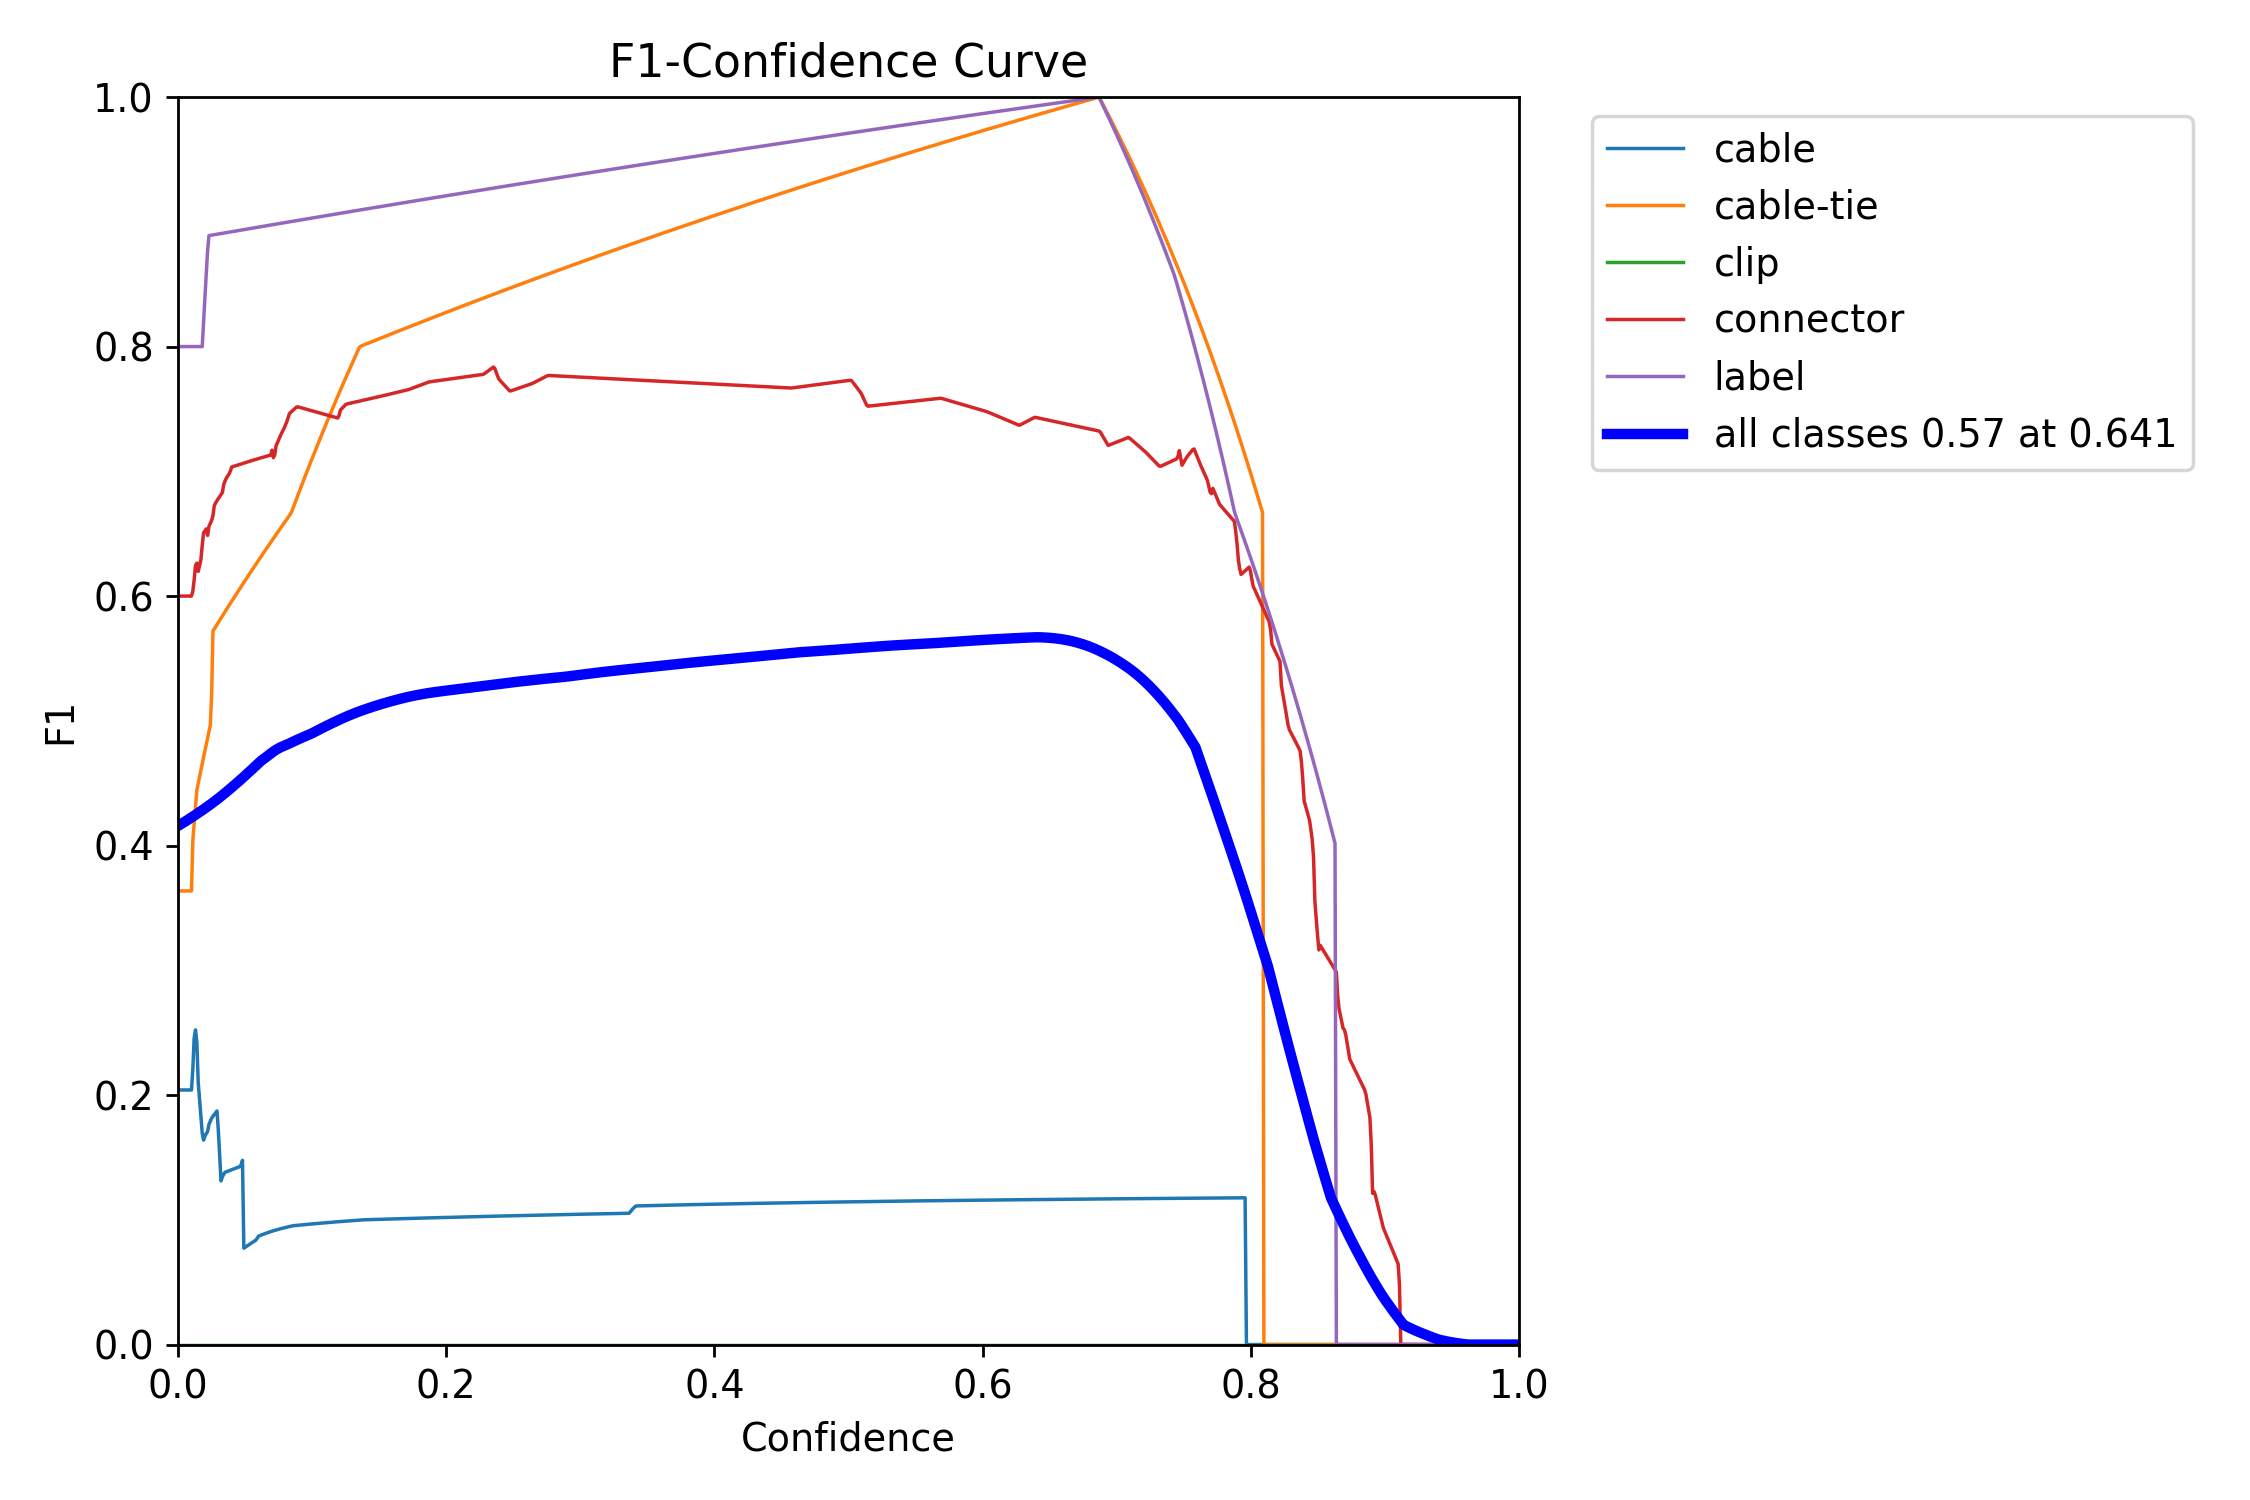 F1-Confidence Curve
1.0
0.8
0.6
0.4
0.2
0.0
F1
0.0 0.2 0.4 0.6 0.8 1.0
Confidence
cable
cable-tie
clip
connector
label
all classes 0.57 at 0.641